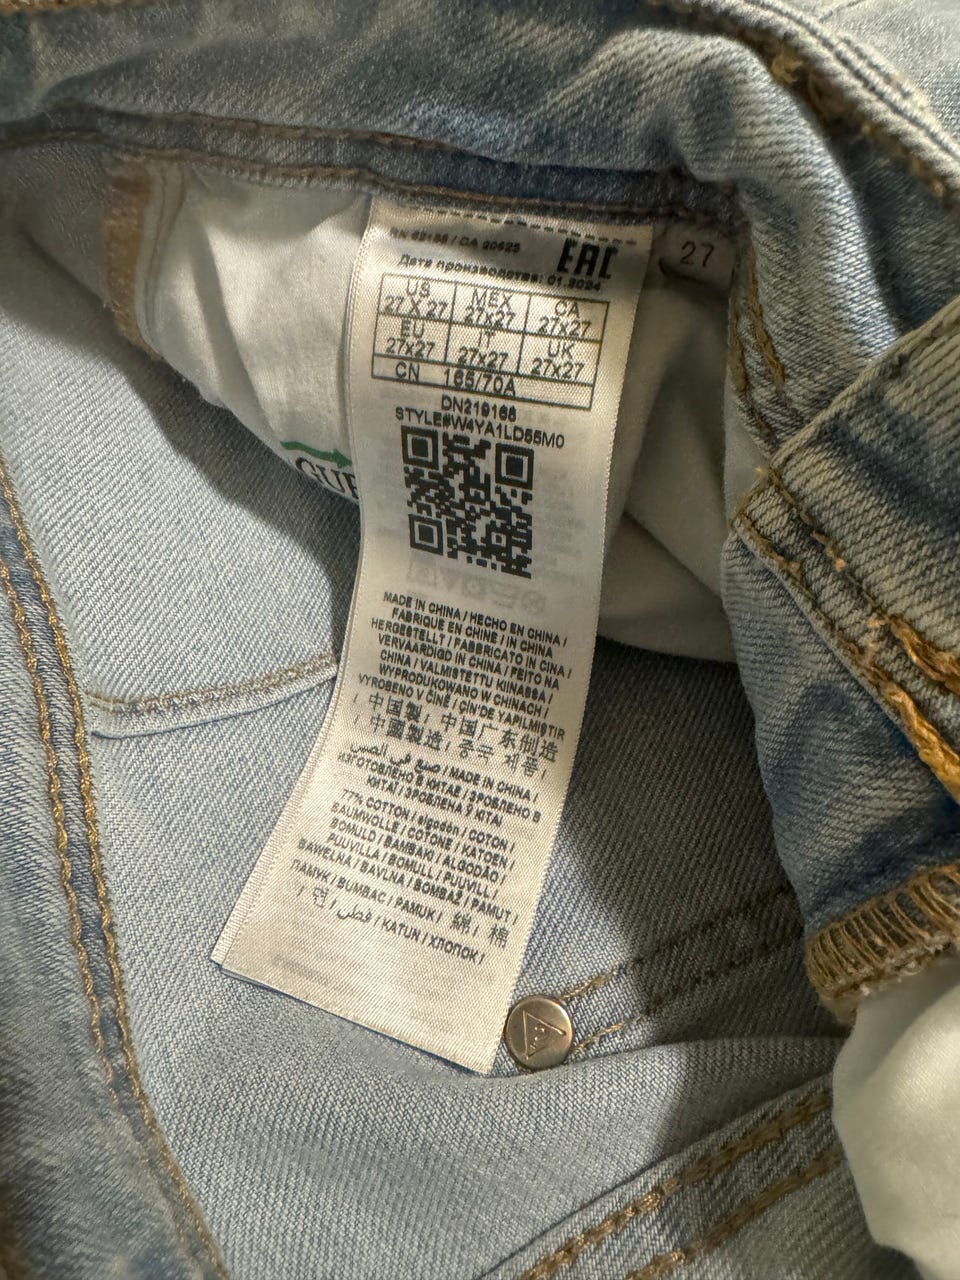 RN 62136 / CA 20625
EAC
27
Дата производства: 01.2024
US MEX CA
27 X 27 27x27 27x27
EU IT UK
27x27 27x27 27x27
CN 165/70A
DN219166
STYLE#W4YA1LD55M0
GUE
MADE IN CHINA / HECHO EN CHINA /
FABRIQUE EN CHINE / IN CHINA
HERGESTELLT / FABBRICATO IN CINA /
VERVAARDIGD IN CHINA / FEITO NA
CHINA / VALMISTETTU KIINASSA /
WYPRODUKOWANO W CHINACH /
VYROBENO V ČÍNĚ / ÇİN'DE YAPILMISTIR
/ 中国製 / 中国广东制造
/ 中國製造 / 중국 제품 /
صنع في الصين / MADE IN CHINA /
ИЗГОТОВЛЕНО В КИТАЕ / ЗРОБЛЕНО В
КИТАЇ / ЗРОБЛЕНА Ў КІТАІ
77% COTTON / algodón / COTON /
BAUMWOLLE / COTONE / KATOEN /
BOMULD / BAMBAKI / ALGODÃO /
PUUVILLA / BOMULL / PUUVILL /
BAWEŁNA / BAVLNA / BOMBAŽ / PAMUT /
ПАМУК / BUMBAC / PAMUK / 綿 / 棉
/ 면 / قطن / KATUN / ХЛОПОК /